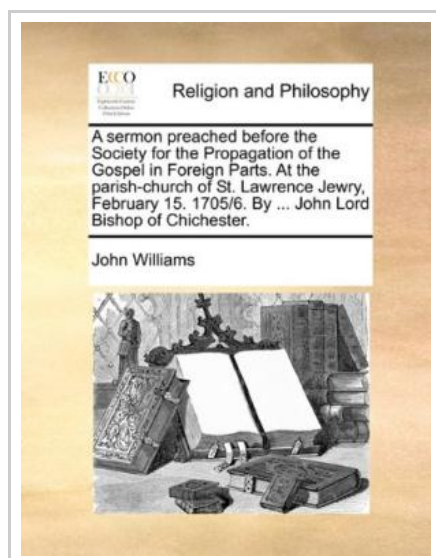 ECCO
Religion and Philosophy
A sermon preached before the
Society for the Propagation of the
Gospel in Foreign Parts. At the
parish-church of St. Lawrence Jewry,
February 15. 1705/6. By ... John Lord
Bishop of Chichester.
John Williams